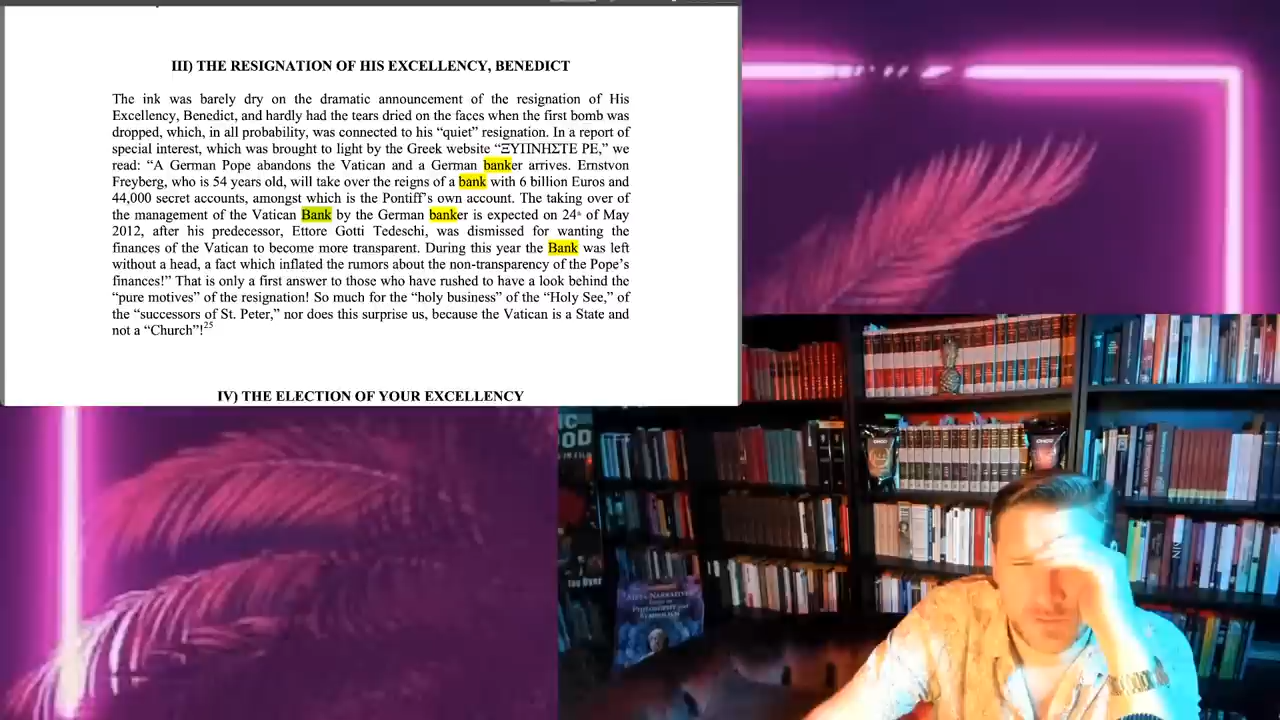 III) THE RESIGNATION OF HIS EXCELLENCY, BENEDICT
The ink was barely dry on the dramatic announcement of the resignation of His
Excellency, Benedict, and hardly had the tears dried on the faces when the first bomb was
dropped, which, in all probability, was connected to his “quiet” resignation. In a report of
special interest, which was brought to light by the Greek website “ΞΥΠΝΗΣΤΕ ΡΕ,” we
read: “A German Pope abandons the Vatican and a German banker arrives. Ernstvon
Freyberg, who is 54 years old, will take over the reigns of a bank with 6 billion Euros and
44,000 secret accounts, amongst which is the Pontiff’s own account. The taking over of
the management of the Vatican Bank by the German banker is expected on 24ᵃ of May
2012, after his predecessor, Ettore Gotti Tedeschi, was dismissed for wanting the
finances of the Vatican to become more transparent. During this year the Bank was left
without a head, a fact which inflated the rumors about the non-transparency of the Pope’s
finances!” That is only a first answer to those who have rushed to have a look behind the
“pure motives” of the resignation! So much for the “holy business” of the “Holy See,” of
the “successors of St. Peter,” nor does this surprise us, because the Vatican is a State and
not a “Church”!²⁵
IV) THE ELECTION OF YOUR EXCELLENCY